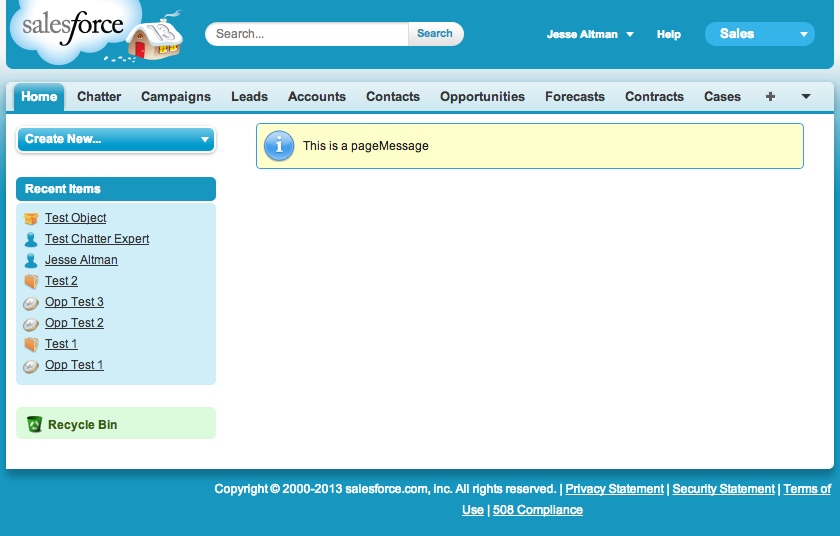 salesforce
13
Search...
Search
Jesse Altman
Help
Sales
Home Chatter Campaigns Leads Accounts Contacts Opportunities Forecasts Contracts Cases +
Create New...
i This is a pageMessage
Recent Items
Test Object
Test Chatter Expert
Jesse Altman
Test 2
Opp Test 3
Opp Test 2
Test 1
Opp Test 1
Recycle Bin
Copyright © 2000-2013 salesforce.com, inc. All rights reserved. | Privacy Statement | Security Statement | Terms of
Use | 508 Compliance